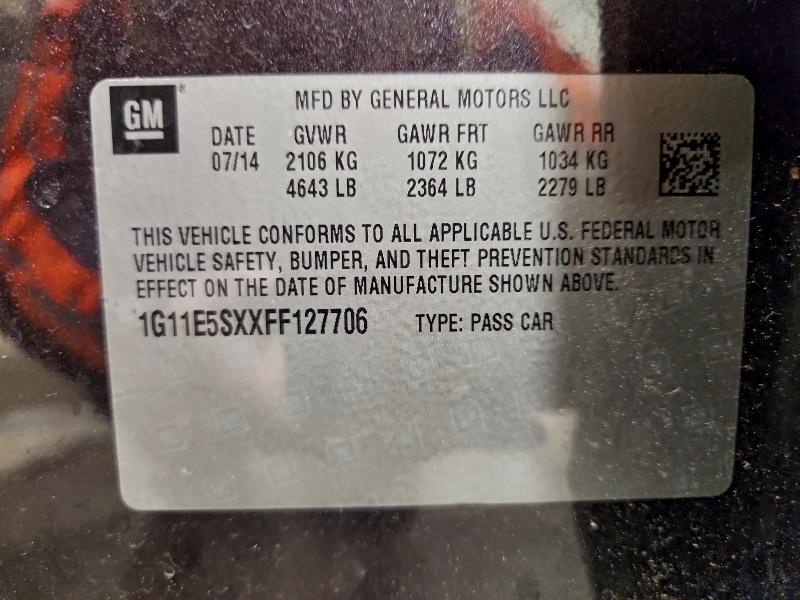 GM®
MFD BY GENERAL MOTORS LLC
DATE GVWR GAWR FRT GAWR RR
07/14 2106 KG 1072 KG 1034 KG
4643 LB 2364 LB 2279 LB
THIS VEHICLE CONFORMS TO ALL APPLICABLE U.S. FEDERAL MOTOR
VEHICLE SAFETY, BUMPER, AND THEFT PREVENTION STANDARDS IN
EFFECT ON THE DATE OF MANUFACTURE SHOWN ABOVE.
1G11E5SXXFF127706 TYPE: PASS CAR